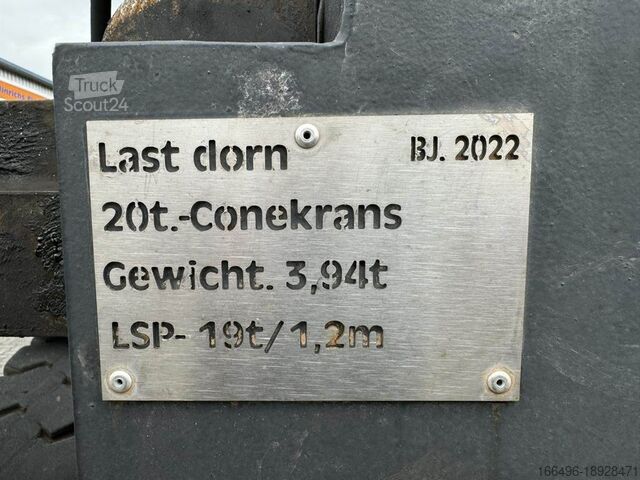 Truck
Scout24
Last dorn
BJ. 2022
20t.-Conekrans
Gewicht. 3,94t
LSP- 19t/1,2m
166496-18928471